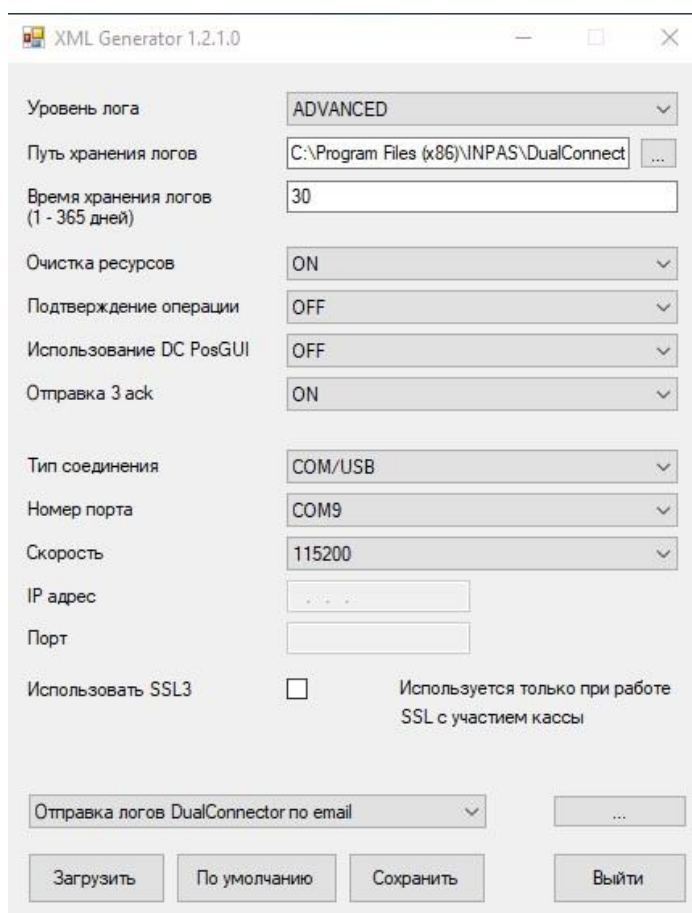 XML Generator 1.2.1.0
Уровень лога ADVANCED
Путь хранения логов C:\Program Files (x86)\INPAS\DualConnect ...
Время хранения логов 30
(1 - 365 дней)
Очистка ресурсов ON
Подтверждение операции OFF
Использование DC PosGUI OFF
Отправка 3 ack ON
Тип соединения COM/USB
Номер порта COM9
Скорость 115200
IP адрес . . .
Порт
Использовать SSL3 Используется только при работе
SSL с участием кассы
Отправка логов DualConnector по email ...
Загрузить По умолчанию Сохранить Выйти